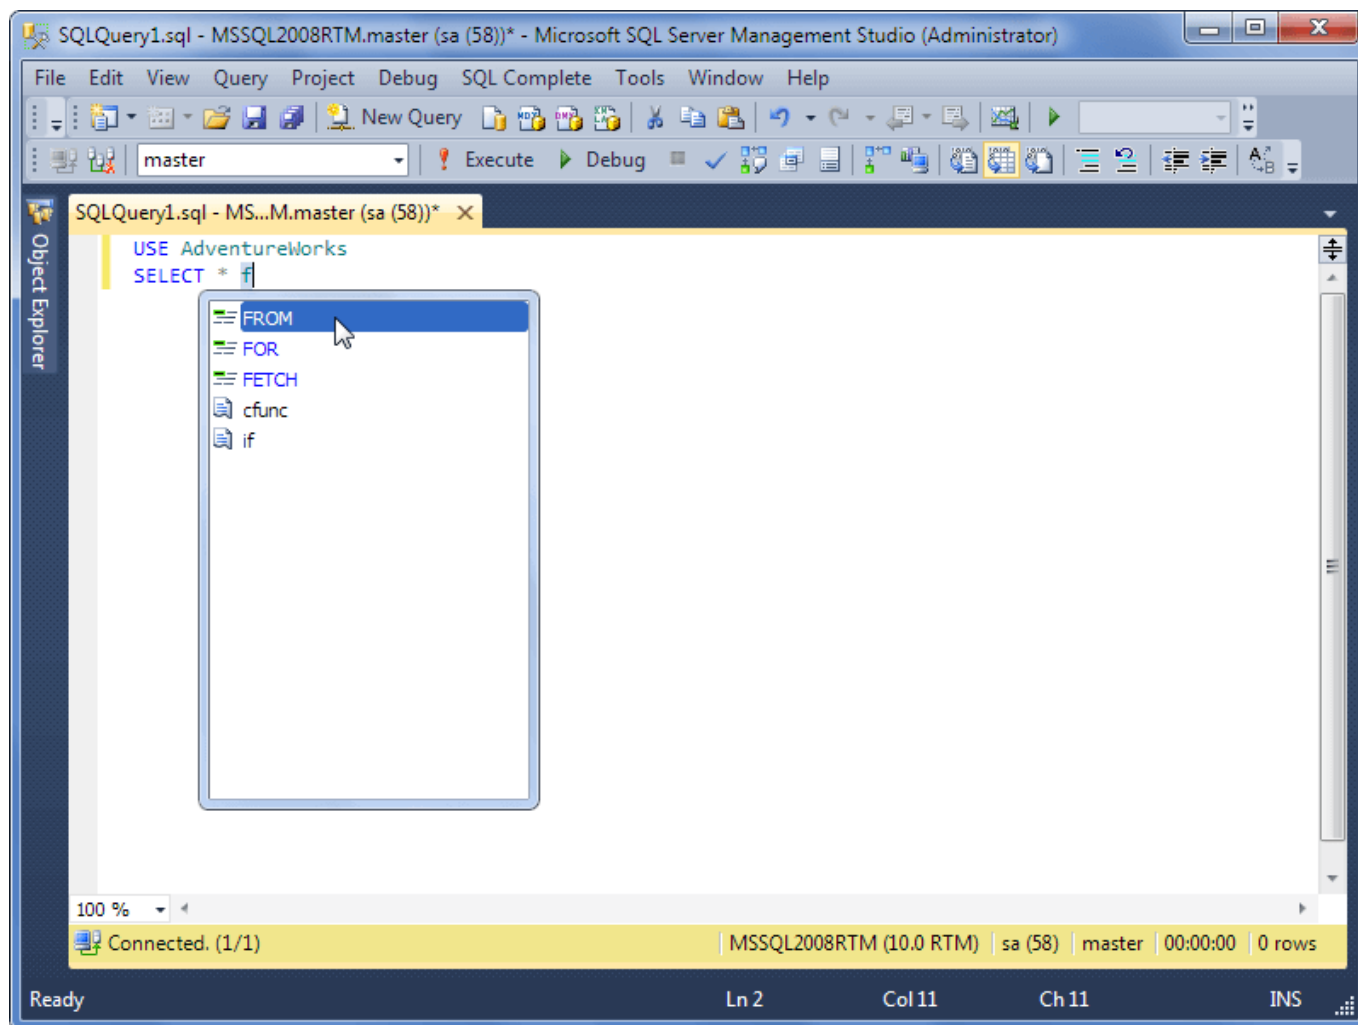 SQLQuery1.sql - MSSQL2008RTM.master (sa (58))* - Microsoft SQL Server Management Studio (Administrator)
File Edit View Query Project Debug SQL Complete Tools Window Help
New Query
master Execute Debug
SQLQuery1.sql - MS...M.master (sa (58))*
Object Explorer
USE AdventureWorks
SELECT * f
FROM
FOR
FETCH
cfunc
if
100 %
Connected. (1/1) MSSQL2008RTM (10.0 RTM) sa (58) master 00:00:00 0 rows
Ready Ln 2 Col 11 Ch 11 INS